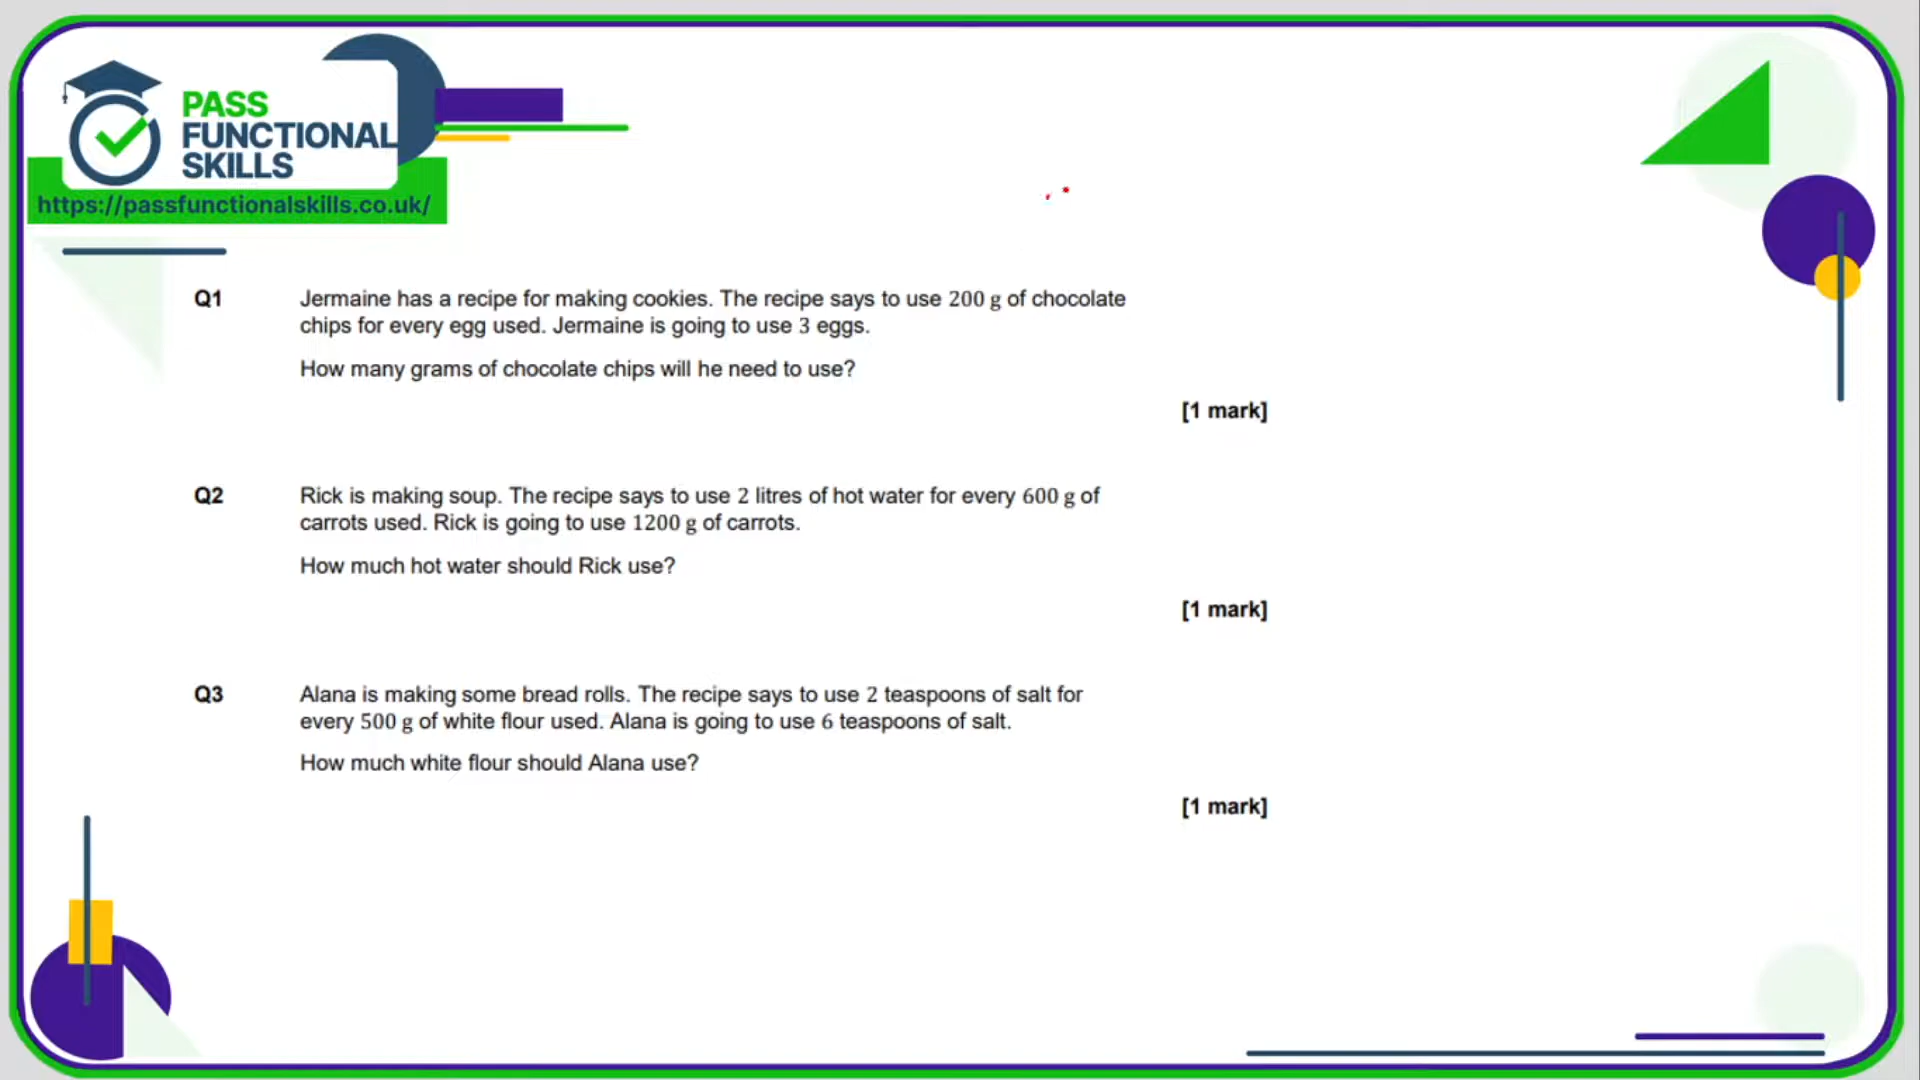 PASS
FUNCTIONAL
SKILLS
https://passfunctionalskills.co.uk/
Q1 Jermaine has a recipe for making cookies. The recipe says to use 200 g of chocolate
chips for every egg used. Jermaine is going to use 3 eggs.
How many grams of chocolate chips will he need to use?
[1 mark]
Q2 Rick is making soup. The recipe says to use 2 litres of hot water for every 600 g of
carrots used. Rick is going to use 1200 g of carrots.
How much hot water should Rick use?
[1 mark]
Q3 Alana is making some bread rolls. The recipe says to use 2 teaspoons of salt for
every 500 g of white flour used. Alana is going to use 6 teaspoons of salt.
How much white flour should Alana use?
[1 mark]